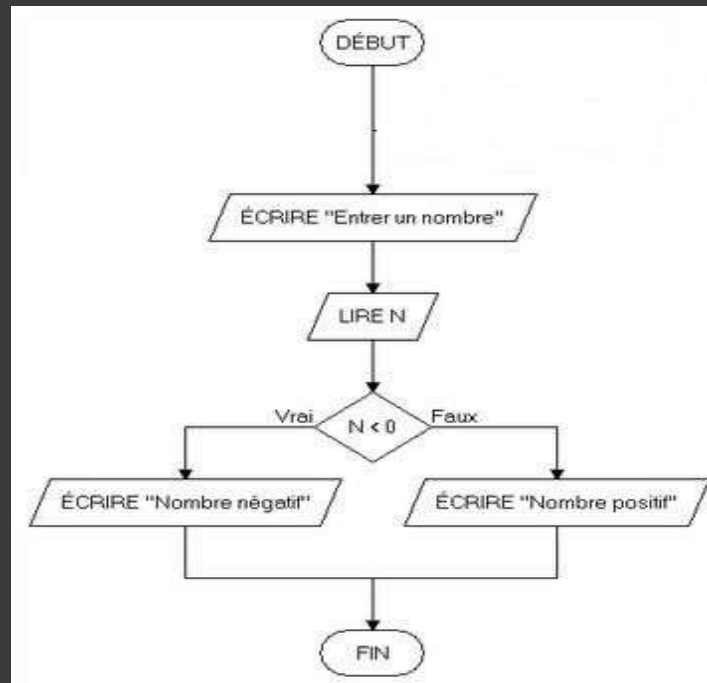 DÉBUT
ÉCRIRE "Entrer un nombre"
LIRE N
Vrai
N < 0
Faux
ÉCRIRE "Nombre négatif"
ÉCRIRE "Nombre positif"
FIN